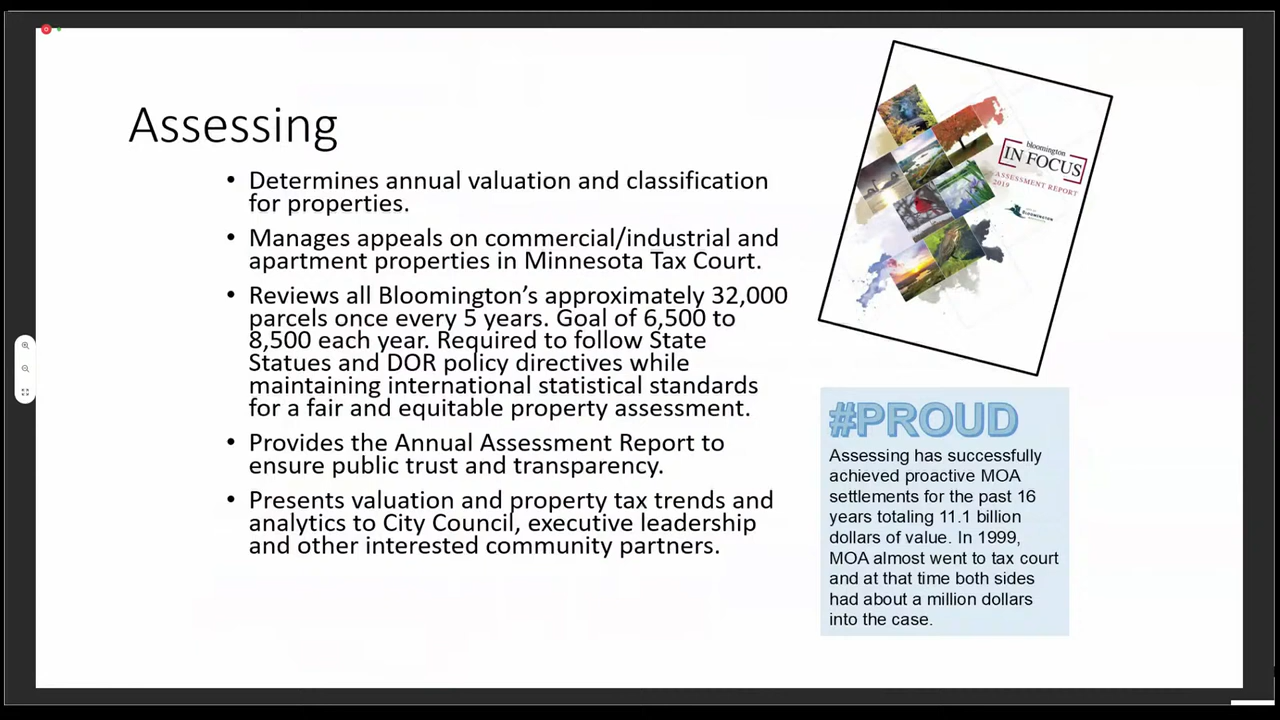 Assessing
• Determines annual valuation and classification
for properties.
• Manages appeals on commercial/industrial and
apartment properties in Minnesota Tax Court.
• Reviews all Bloomington’s approximately 32,000
parcels once every 5 years. Goal of 6,500 to
8,500 each year. Required to follow State
Statues and DOR policy directives while
maintaining international statistical standards
for a fair and equitable property assessment.
• Provides the Annual Assessment Report to
ensure public trust and transparency.
• Presents valuation and property tax trends and
analytics to City Council, executive leadership
and other interested community partners.
bloomington
IN FOCUS
ASSESSMENT REPORT
2019
BLOOMINGTON
#PROUD
Assessing has successfully
achieved proactive MOA
settlements for the past 16
years totaling 11.1 billion
dollars of value. In 1999,
MOA almost went to tax court
and at that time both sides
had about a million dollars
into the case.